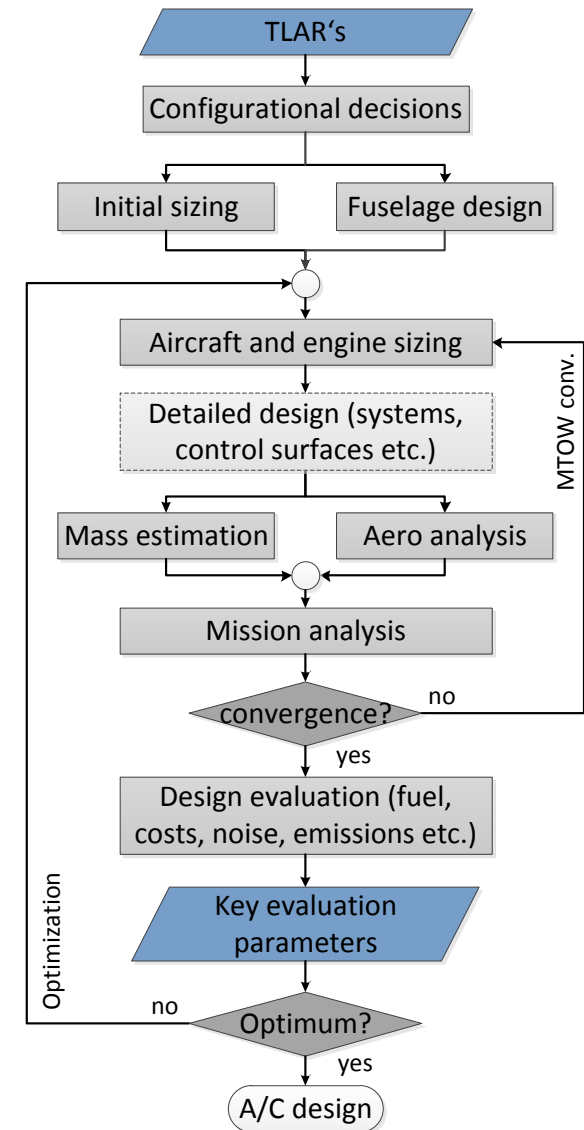 TLAR‘s
Configurational decisions
Initial sizing
Fuselage design
Aircraft and engine sizing
Detailed design (systems,
control surfaces etc.)
MTOW conv.
Mass estimation
Aero analysis
Mission analysis
convergence?
no
yes
Design evaluation (fuel,
costs, noise, emissions etc.)
Key evaluation
parameters
Optimization
no
Optimum?
yes
A/C design